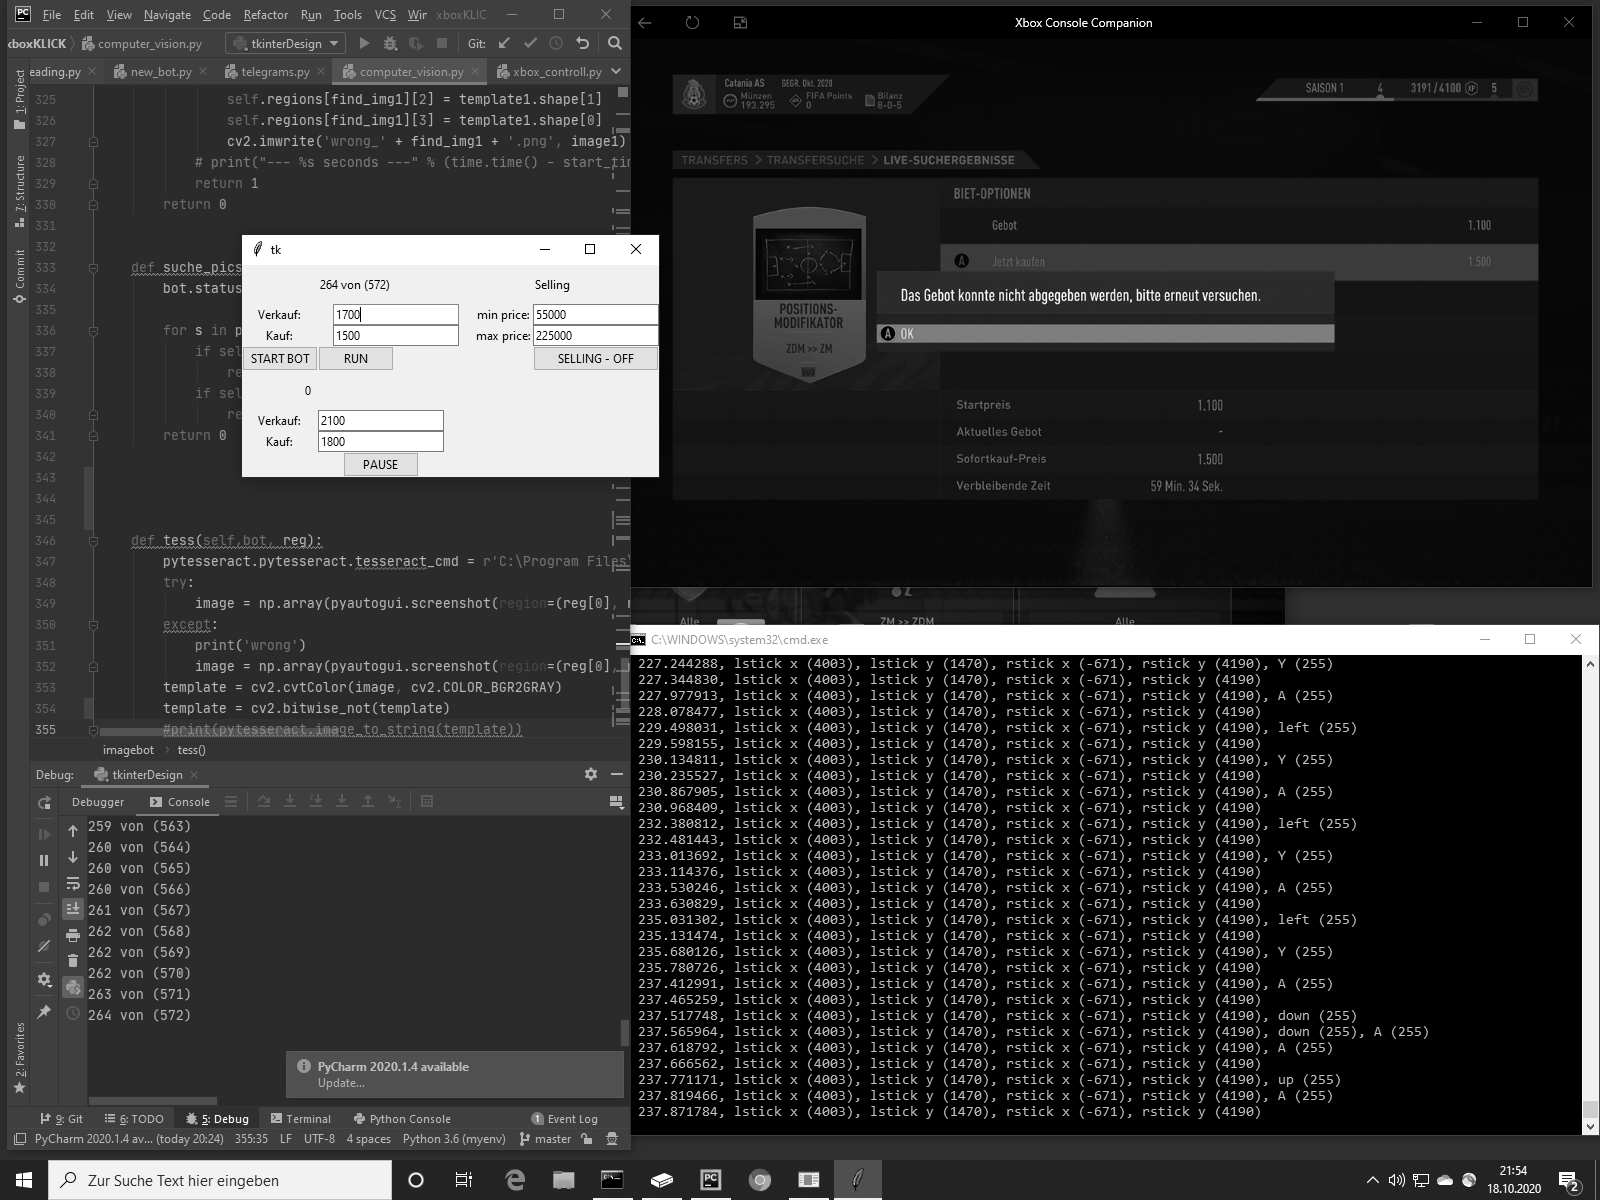 File Edit View Navigate Code Refactor Run Tools VCS Wir xboxKLIC
xboxKLICK computer_vision.py tkinterDesign Git:
eading.py new_bot.py telegrams.py computer_vision.py xbox_controll.py
1: Project
7: Structure
Commit
2: Favorites
325 self.regions[find_img1][2] = template1.shape[1]
326 self.regions[find_img1][3] = template1.shape[0]
327 cv2.imwrite('wrong_' + find_img1 + '.png', image1)
328 # print("--- %s seconds ---" % (time.time() - start_tim
329 return 1
330 return 0
331
332
333 def suche_pics
334 bot.status
335
336 for s in p
337 if sel
338 re
339 if sel
340 re
341 return 0
342
343
344
345
346 def tess(self,bot, reg):
347 pytesseract.pytesseract.tesseract_cmd = r'C:\Program Files\
348 try:
349 image = np.array(pyautogui.screenshot(region=(reg[0], r
350 except:
351 print('wrong')
352 image = np.array(pyautogui.screenshot(region=(reg[0],
353 template = cv2.cvtColor(image, cv2.COLOR_BGR2GRAY)
354 template = cv2.bitwise_not(template)
355 #print(pytesseract.image_to_string(template))
imagebot › tess()
Debug: tkinterDesign
Debugger Console
259 von (563)
260 von (564)
260 von (565)
260 von (566)
261 von (567)
262 von (568)
262 von (569)
262 von (570)
263 von (571)
264 von (572)
PyCharm 2020.1.4 available
Update...
9: Git 6: TODO 5: Debug Terminal Python Console 1 Event Log
PyCharm 2020.1.4 av... (today 20:24) 355:35 LF UTF-8 4 spaces Python 3.6 (myenv) master
tk
264 von (572) Selling
Verkauf: 1700 min price: 55000
Kauf: 1500 max price: 225000
START BOT RUN SELLING - OFF
0
Verkauf: 2100
Kauf: 1800
PAUSE
Xbox Console Companion
Catania AS GEGR. Okt. 2020
Münzen 193.295 FIFA Points 0 Bilanz 8-0-5
SAISON 1 4 3191/4100 XP 5
TRANSFERS > TRANSFERSUCHE > LIVE-SUCHERGEBNISSE
BIET-OPTIONEN
Gebot 1.100
A Jetzt kaufen 1.500
Das Gebot konnte nicht abgegeben werden, bitte erneut versuchen.
A OK
POSITIONS-
MODIFIKATOR
ZDM >> ZM
Startpreis 1.100
Aktuelles Gebot -
Sofortkauf-Preis 1.500
Verbleibende Zeit 59 Min. 34 Sek.
Alle ZM >> ZDM Alle
C:\WINDOWS\system32\cmd.exe
227.244288, lstick x (4003), lstick y (1470), rstick x (-671), rstick y (4190), Y (255)
227.344830, lstick x (4003), lstick y (1470), rstick x (-671), rstick y (4190)
227.977913, lstick x (4003), lstick y (1470), rstick x (-671), rstick y (4190), A (255)
228.078477, lstick x (4003), lstick y (1470), rstick x (-671), rstick y (4190)
229.498031, lstick x (4003), lstick y (1470), rstick x (-671), rstick y (4190), left (255)
229.598155, lstick x (4003), lstick y (1470), rstick x (-671), rstick y (4190)
230.134811, lstick x (4003), lstick y (1470), rstick x (-671), rstick y (4190), Y (255)
230.235527, lstick x (4003), lstick y (1470), rstick x (-671), rstick y (4190)
230.867905, lstick x (4003), lstick y (1470), rstick x (-671), rstick y (4190), A (255)
230.968409, lstick x (4003), lstick y (1470), rstick x (-671), rstick y (4190)
232.380812, lstick x (4003), lstick y (1470), rstick x (-671), rstick y (4190), left (255)
232.481443, lstick x (4003), lstick y (1470), rstick x (-671), rstick y (4190)
233.013692, lstick x (4003), lstick y (1470), rstick x (-671), rstick y (4190), Y (255)
233.114376, lstick x (4003), lstick y (1470), rstick x (-671), rstick y (4190)
233.530246, lstick x (4003), lstick y (1470), rstick x (-671), rstick y (4190), A (255)
233.630829, lstick x (4003), lstick y (1470), rstick x (-671), rstick y (4190)
235.031302, lstick x (4003), lstick y (1470), rstick x (-671), rstick y (4190), left (255)
235.131474, lstick x (4003), lstick y (1470), rstick x (-671), rstick y (4190)
235.680126, lstick x (4003), lstick y (1470), rstick x (-671), rstick y (4190), Y (255)
235.780726, lstick x (4003), lstick y (1470), rstick x (-671), rstick y (4190)
237.412991, lstick x (4003), lstick y (1470), rstick x (-671), rstick y (4190), A (255)
237.465259, lstick x (4003), lstick y (1470), rstick x (-671), rstick y (4190)
237.517748, lstick x (4003), lstick y (1470), rstick x (-671), rstick y (4190), down (255)
237.565964, lstick x (4003), lstick y (1470), rstick x (-671), rstick y (4190), down (255), A (255)
237.618792, lstick x (4003), lstick y (1470), rstick x (-671), rstick y (4190), A (255)
237.666562, lstick x (4003), lstick y (1470), rstick x (-671), rstick y (4190)
237.771171, lstick x (4003), lstick y (1470), rstick x (-671), rstick y (4190), up (255)
237.819466, lstick x (4003), lstick y (1470), rstick x (-671), rstick y (4190), A (255)
237.871784, lstick x (4003), lstick y (1470), rstick x (-671), rstick y (4190)
Zur Suche Text hier eingeben
21:54
18.10.2020
2